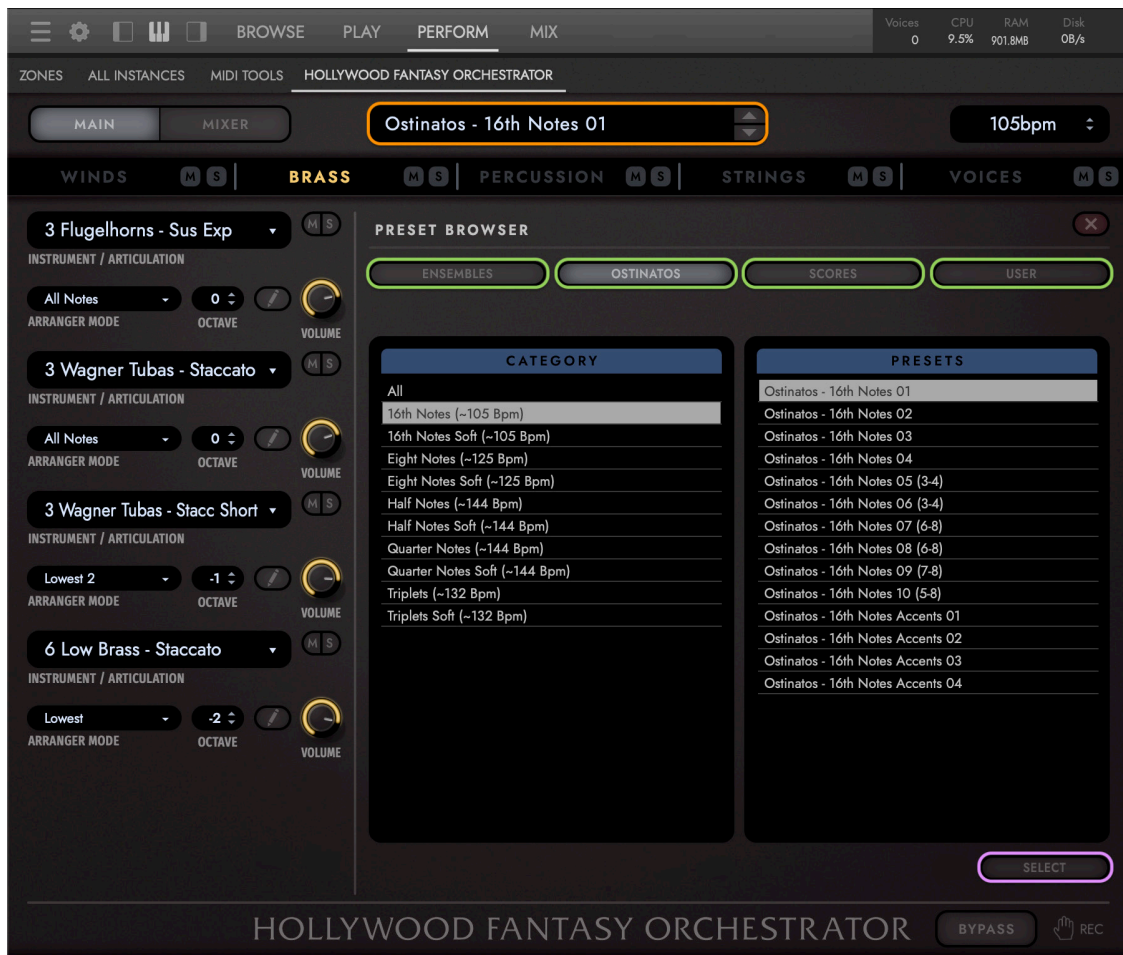 BROWSE PLAY PERFORM MIX Voices CPU RAM Disk
0 9.5% 901.8MB 0B/s
ZONES ALL INSTANCES MIDI TOOLS HOLLYWOOD FANTASY ORCHESTRATOR
MAIN MIXER Ostinatos - 16th Notes 01 105bpm
WINDS M S BRASS M S PERCUSSION M S STRINGS M S VOICES M S
3 Flugelhorns - Sus Exp M S
INSTRUMENT / ARTICULATION
All Notes 0
ARRANGER MODE OCTAVE VOLUME
3 Wagner Tubas - Staccato M S
INSTRUMENT / ARTICULATION
All Notes 0
ARRANGER MODE OCTAVE VOLUME
3 Wagner Tubas - Stacc Short M S
INSTRUMENT / ARTICULATION
Lowest 2 -1
ARRANGER MODE OCTAVE VOLUME
6 Low Brass - Staccato M S
INSTRUMENT / ARTICULATION
Lowest -2
ARRANGER MODE OCTAVE VOLUME
PRESET BROWSER X
ENSEMBLES OSTINATOS SCORES USER
CATEGORY
All
16th Notes (~105 Bpm)
16th Notes Soft (~105 Bpm)
Eight Notes (~125 Bpm)
Eight Notes Soft (~125 Bpm)
Half Notes (~144 Bpm)
Half Notes Soft (~144 Bpm)
Quarter Notes (~144 Bpm)
Quarter Notes Soft (~144 Bpm)
Triplets (~132 Bpm)
Triplets Soft (~132 Bpm)
PRESETS
Ostinatos - 16th Notes 01
Ostinatos - 16th Notes 02
Ostinatos - 16th Notes 03
Ostinatos - 16th Notes 04
Ostinatos - 16th Notes 05 (3-4)
Ostinatos - 16th Notes 06 (3-4)
Ostinatos - 16th Notes 07 (6-8)
Ostinatos - 16th Notes 08 (6-8)
Ostinatos - 16th Notes 09 (7-8)
Ostinatos - 16th Notes 10 (5-8)
Ostinatos - 16th Notes Accents 01
Ostinatos - 16th Notes Accents 02
Ostinatos - 16th Notes Accents 03
Ostinatos - 16th Notes Accents 04
SELECT
HOLLYWOOD FANTASY ORCHESTRATOR BYPASS REC